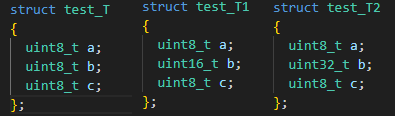 struct test_T
{
uint8_t a;
uint8_t b;
uint8_t c;
};
struct test_T1
{
uint8_t a;
uint16_t b;
uint8_t c;
};
struct test_T2
{
uint8_t a;
uint32_t b;
uint8_t c;
};